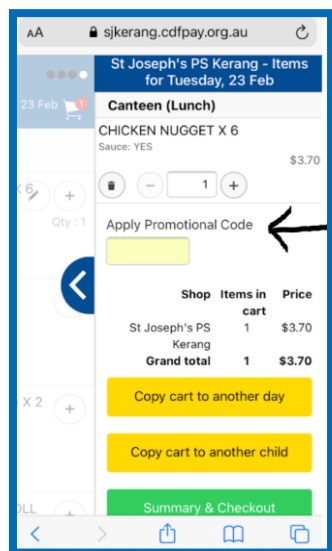 AA sjkerang.cdfpay.org.au
St Joseph's PS Kerang - Items
for Tuesday, 23 Feb
23 Feb 1
Canteen (Lunch)
CHICKEN NUGGET X 6
Sauce: YES
$3.70
X 6
1
Qty : 1
Apply Promotional Code
Shop Items in Price
cart
St Joseph's PS 1 $3.70
Kerang
Grand total 1 $3.70
Copy cart to another day
X 2
Copy cart to another child
Summary & Checkout